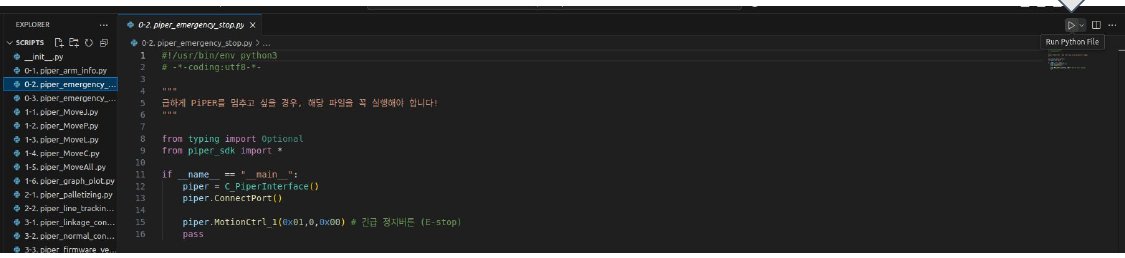 EXPLORER
0-2. piper_emergency_stop.py
SCRIPTS
0-2. piper_emergency_stop.py > ...
Run Python File
__init__.py
0-1. piper_arm_info.py
0-2. piper_emergency_...
0-3. piper_emergency_...
1-1. piper_MoveJ.py
1-2. piper_MoveP.py
1-3. piper_MoveL.py
1-4. piper_MoveC.py
1-5. piper_MoveAll .py
1-6. piper_graph_plot.py
2-1. piper_palletizing.py
2-2. piper_line_trackin...
3-1. piper_linkage_con...
3-2. piper_normal_con...
3-3. piper_firmware_ve...
1 #!/usr/bin/env python3
2 # -*-coding:utf8-*-
3
4 """
5 급하게 PiPER를 멈추고 싶을 경우, 해당 파일을 꼭 실행해야 합니다!
6 """
7
8 from typing import Optional
9 from piper_sdk import *
10
11 if __name__ == "__main__":
12 piper = C_PiperInterface()
13 piper.ConnectPort()
14
15 piper.MotionCtrl_1(0x01,0,0x00) # 긴급 정지버튼 (E-stop)
16 pass